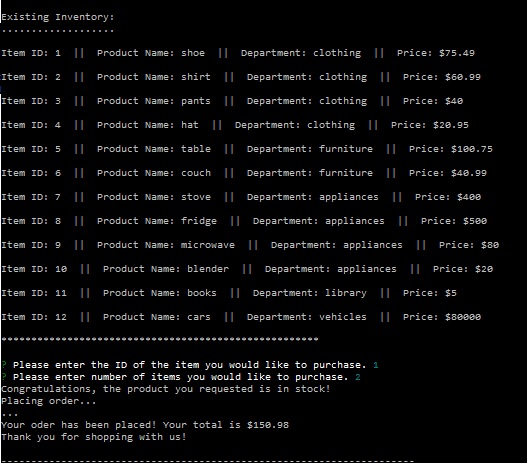 Existing Inventory:
...................
Item ID: 1  ||  Product Name: shoe  ||  Department: clothing  ||  Price: $75.49
Item ID: 2  ||  Product Name: shirt  ||  Department: clothing  ||  Price: $60.99
Item ID: 3  ||  Product Name: pants  ||  Department: clothing  ||  Price: $40
Item ID: 4  ||  Product Name: hat  ||  Department: clothing  ||  Price: $20.95
Item ID: 5  ||  Product Name: table  ||  Department: furniture  ||  Price: $100.75
Item ID: 6  ||  Product Name: couch  ||  Department: furniture  ||  Price: $40.99
Item ID: 7  ||  Product Name: stove  ||  Department: appliances  ||  Price: $400
Item ID: 8  ||  Product Name: fridge  ||  Department: appliances  ||  Price: $500
Item ID: 9  ||  Product Name: microwave  ||  Department: appliances  ||  Price: $80
Item ID: 10  ||  Product Name: blender  ||  Department: appliances  ||  Price: $20
Item ID: 11  ||  Product Name: books  ||  Department: library  ||  Price: $5
Item ID: 12  ||  Product Name: cars  ||  Department: vehicles  ||  Price: $80000
*****************************************************
? Please enter the ID of the item you would like to purchase. 1
? Please enter number of items you would like to purchase. 2
Congratulations, the product you requested is in stock!
Placing order...
...
Your oder has been placed! Your total is $150.98
Thank you for shopping with us!
---------------------------------------------------------------------